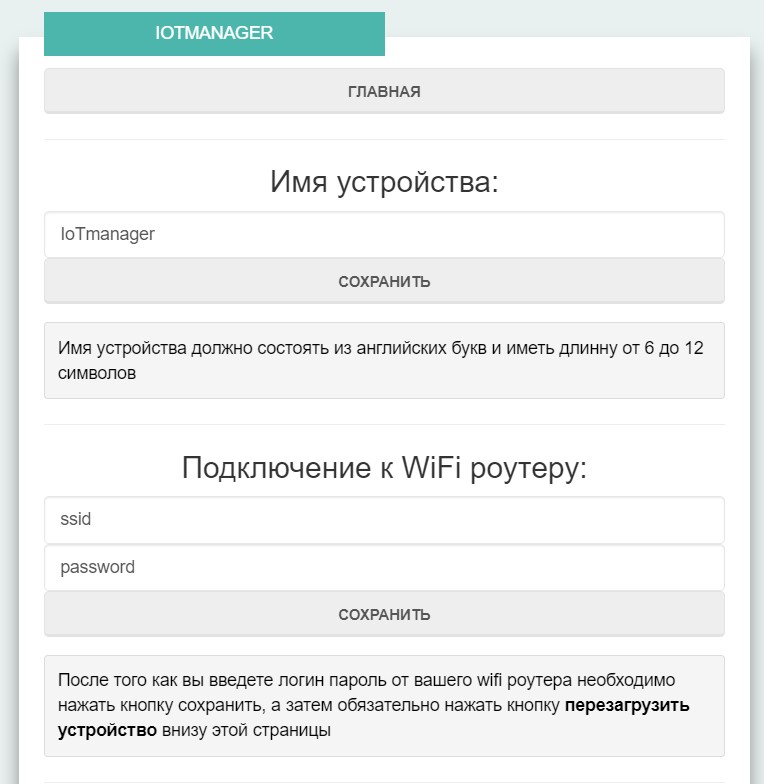 IOTMANAGER
ГЛАВНАЯ
Имя устройства:
IoTmanager
СОХРАНИТЬ
Имя устройства должно состоять из английских букв и иметь длинну от 6 до 12
символов
Подключение к WiFi роутеру:
ssid
password
СОХРАНИТЬ
После того как вы введете логин пароль от вашего wifi роутера необходимо
нажать кнопку сохранить, а затем обязательно нажать кнопку перезагрузить
устройство внизу этой страницы